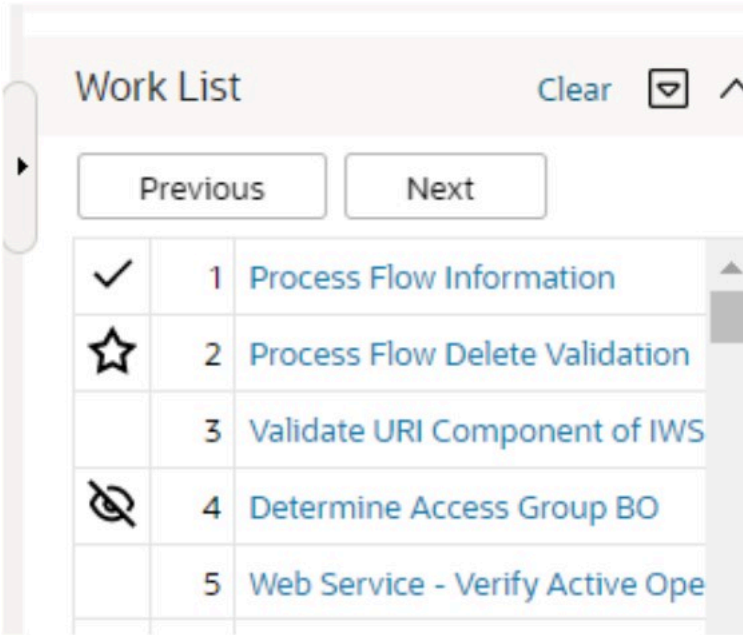 Work List Clear
Previous Next
1 Process Flow Information
2 Process Flow Delete Validation
3 Validate URI Component of IWS
4 Determine Access Group BO
5 Web Service - Verify Active Ope